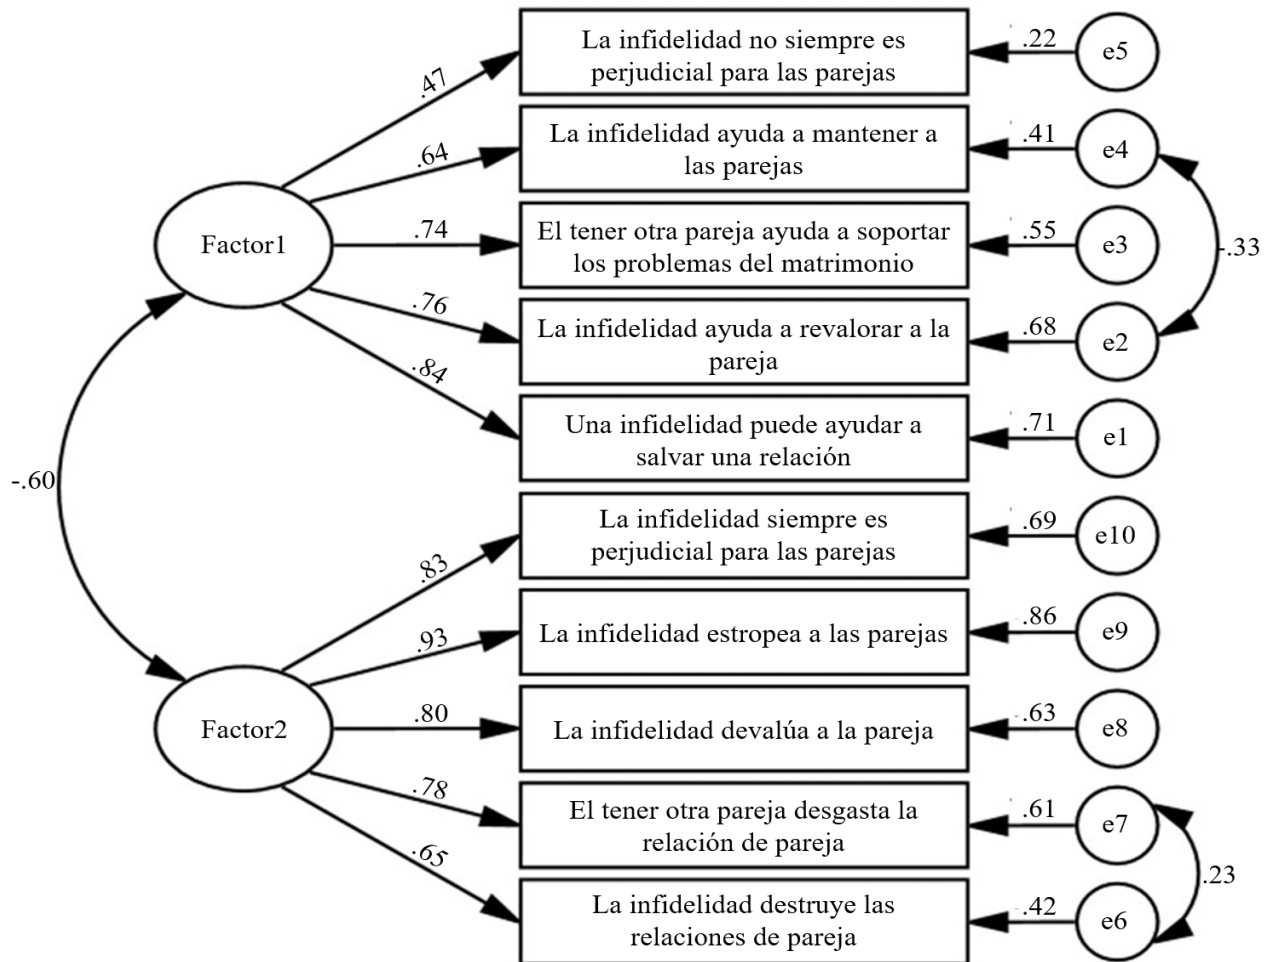 La infidelidad no siempre es
perjudicial para las parejas
.22
e5
.47
La infidelidad ayuda a mantener a
las parejas
.41
e4
.64
Factor1
.74
El tener otra pareja ayuda a soportar
los problemas del matrimonio
.55
e3
-.33
.76
La infidelidad ayuda a revalorar a la
pareja
.68
e2
.84
Una infidelidad puede ayudar a
salvar una relación
.71
e1
-.60
La infidelidad siempre es
perjudicial para las parejas
.69
e10
.83
.93
La infidelidad estropea a las parejas
.86
e9
Factor2
.80
La infidelidad devalúa a la pareja
.63
e8
.78
El tener otra pareja desgasta la
relación de pareja
.61
e7
.23
.65
La infidelidad destruye las
relaciones de pareja
.42
e6